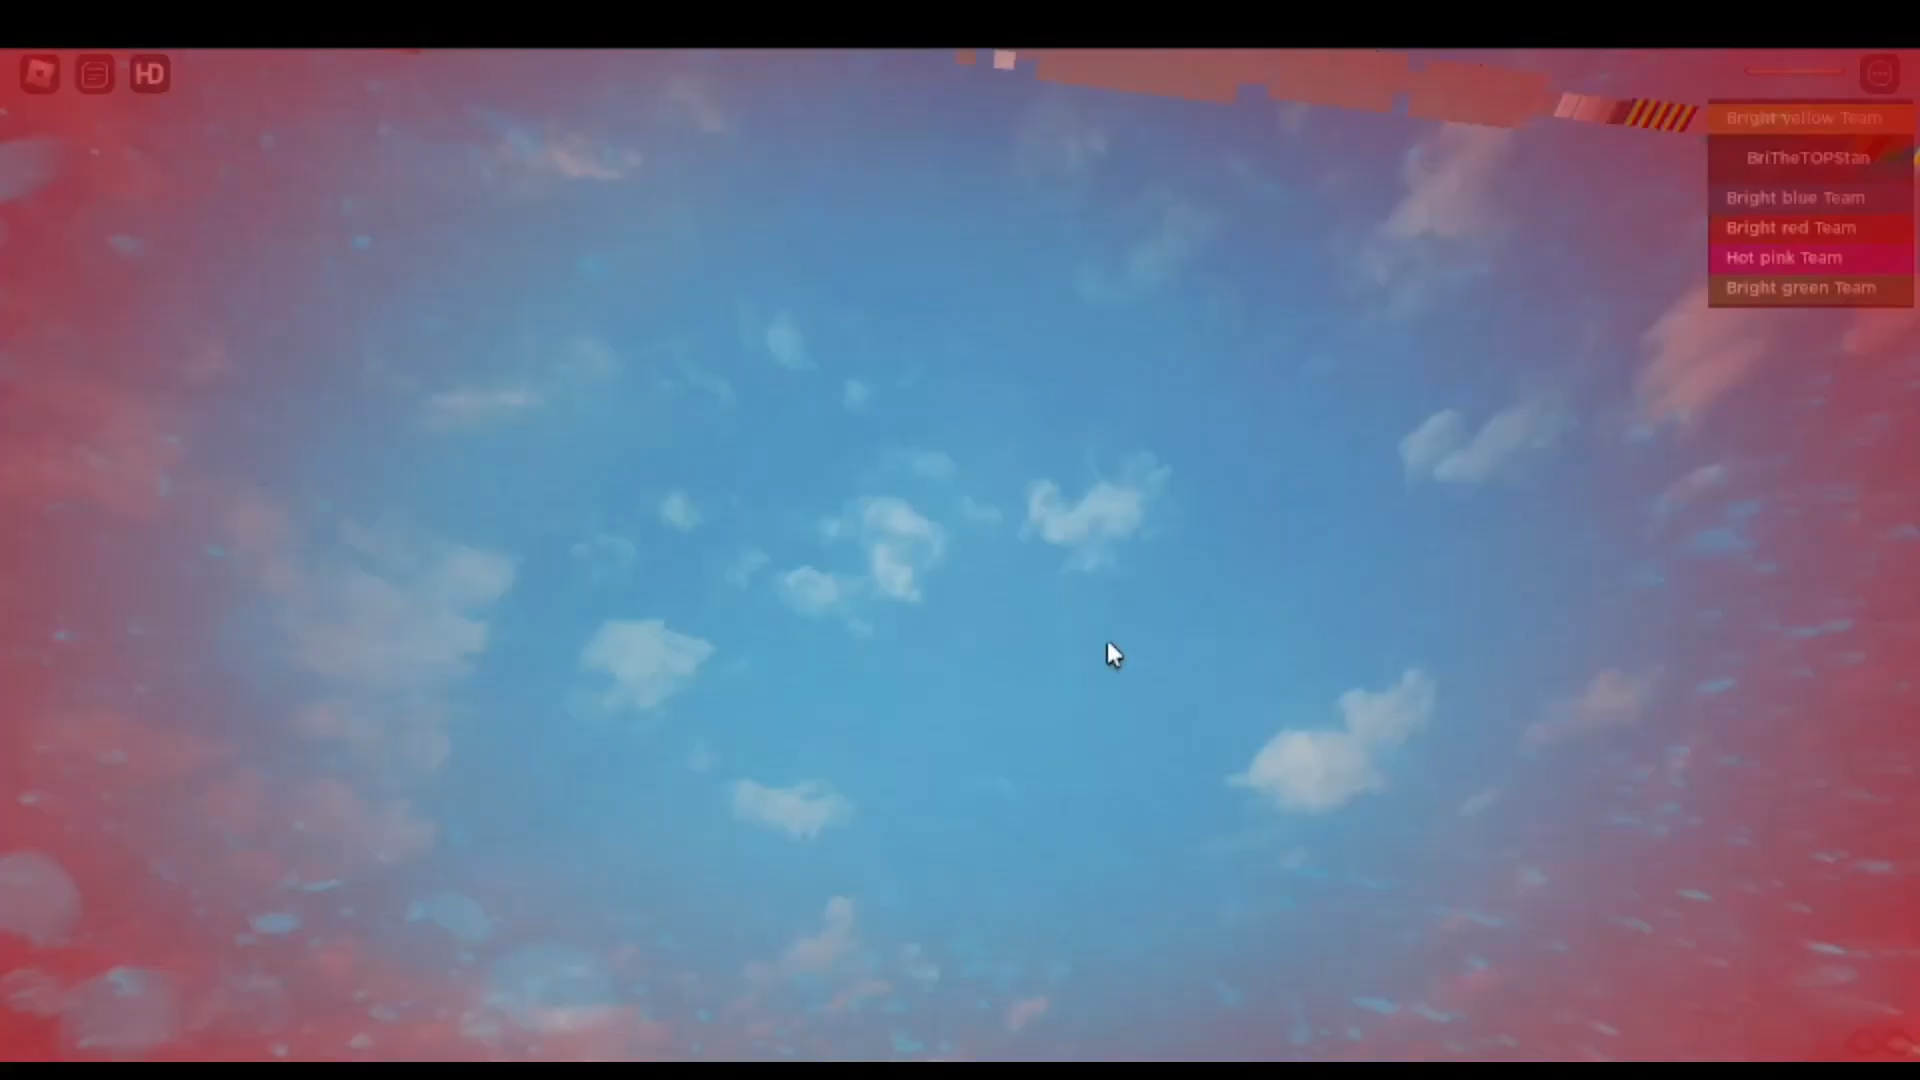 HD
Bright yellow Team
BriTheTOPStan
Bright blue Team
Bright red Team
Hot pink Team
Bright green Team